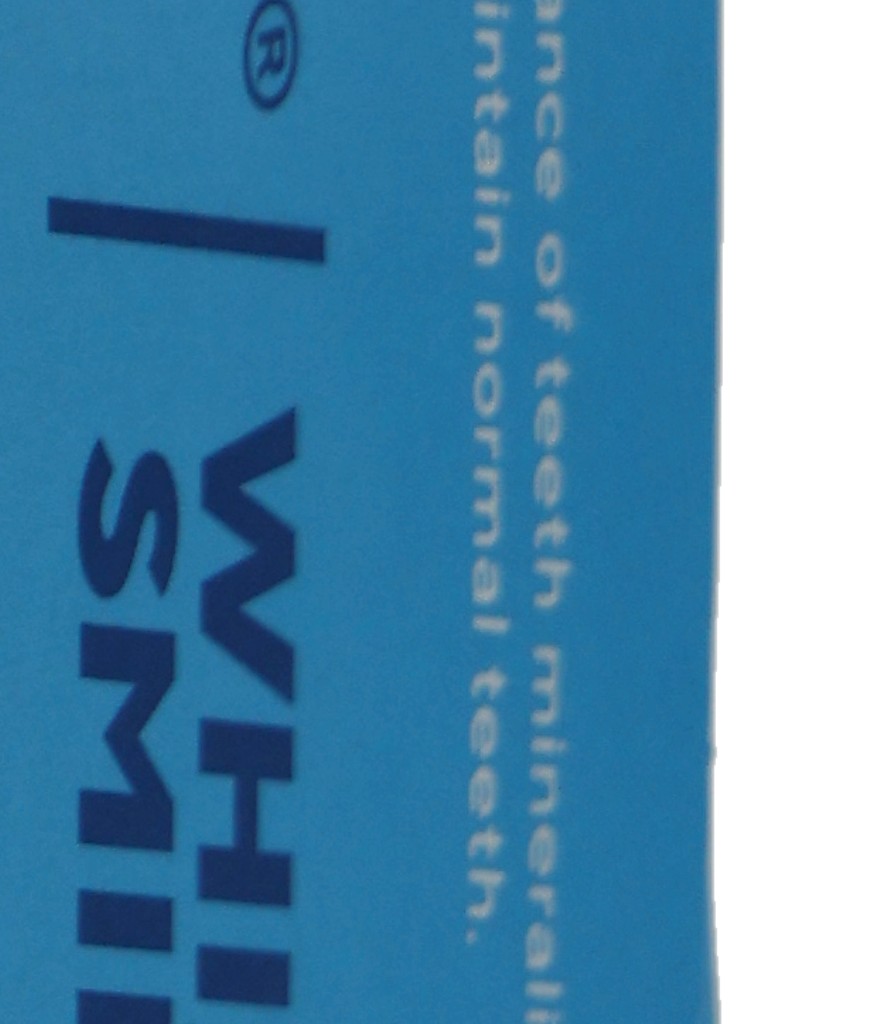 ance of teeth minerali
intain normal teeth.
® | WHI
SMI